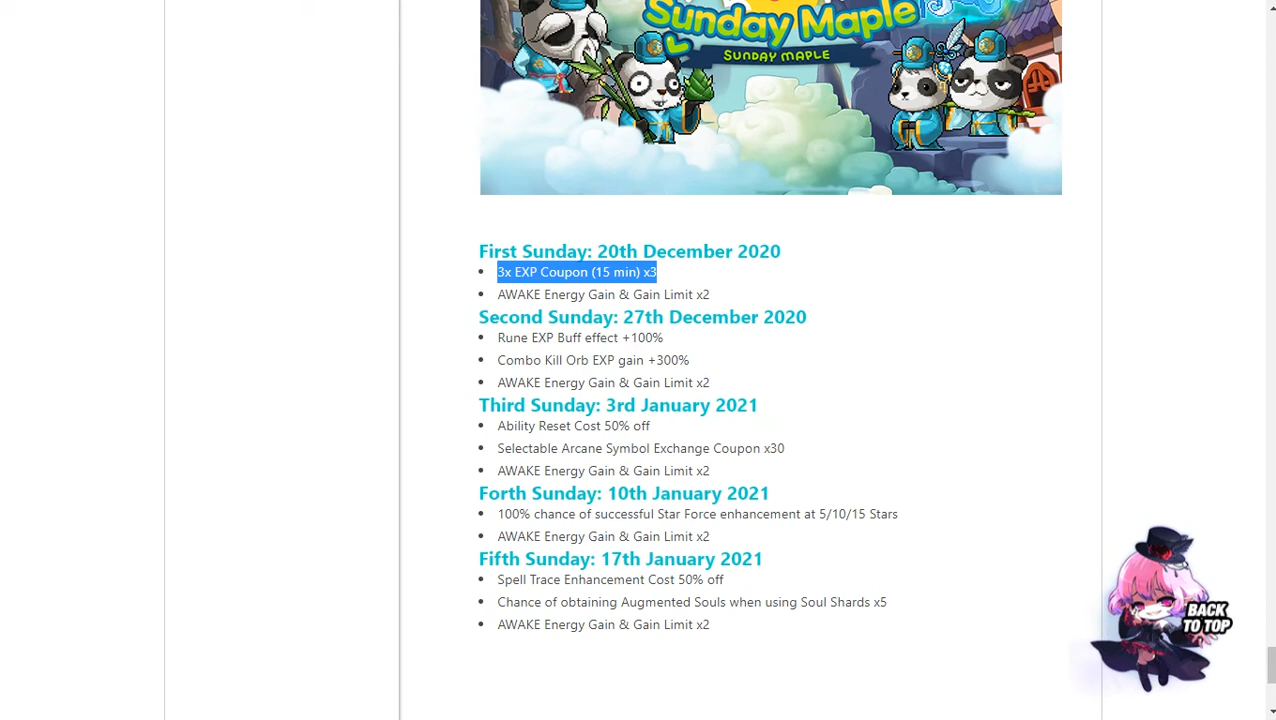 Sunday Maple
SUNDAY MAPLE
First Sunday: 20th December 2020
3x EXP Coupon (15 min) x3
AWAKE Energy Gain & Gain Limit x2
Second Sunday: 27th December 2020
Rune EXP Buff effect +100%
Combo Kill Orb EXP gain +300%
AWAKE Energy Gain & Gain Limit x2
Third Sunday: 3rd January 2021
Ability Reset Cost 50% off
Selectable Arcane Symbol Exchange Coupon x30
AWAKE Energy Gain & Gain Limit x2
Forth Sunday: 10th January 2021
100% chance of successful Star Force enhancement at 5/10/15 Stars
AWAKE Energy Gain & Gain Limit x2
Fifth Sunday: 17th January 2021
Spell Trace Enhancement Cost 50% off
Chance of obtaining Augmented Souls when using Soul Shards x5
AWAKE Energy Gain & Gain Limit x2
BACK
TO TOP